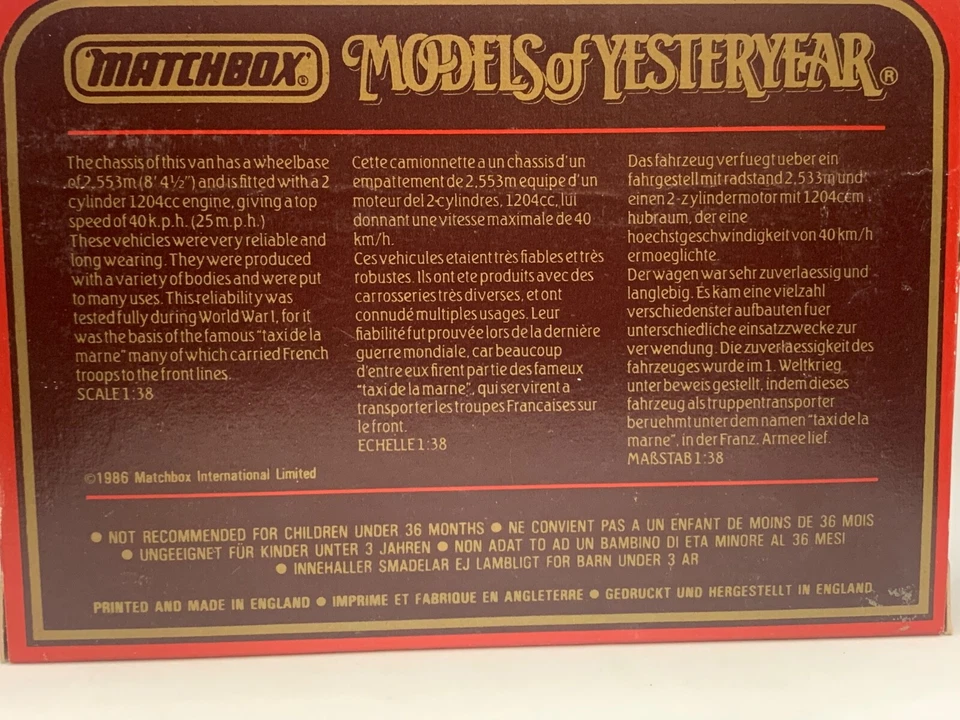 MATCHBOX® MODELS of YESTERYEAR®
The chassis of this van has a wheelbase
of 2,553m (8' 4½") and is fitted with a 2
cylinder 1204cc engine, giving a top
speed of 40 k.p.h. (25 m.p.h.)
These vehicles were very reliable and
long wearing. They were produced
with a variety of bodies and were put
to many uses. This reliability was
tested fully during World War 1, for it
was the basis of the famous "taxi de la
marne" many of which carried French
troops to the front lines.
SCALE 1:38
©1986 Matchbox International Limited
Cette camionnette a un chassis d'un
empattement de 2,553m equipe d'un
moteur de1 2-cylindres, 1204cc, lui
donnant une vitesse maximale de 40
km/h.
Ces vehicules etaient très fiables et très
robustes. Ils ont ete produits avec des
carrosseries très diverses, et ont
connudé multiples usages. Leur
fiabilité fut prouvée lors de la dernière
guerre mondiale, car beaucoup
d'entre eux firent partie des fameux
"taxi de la marne", qui servirent a
transporter les troupes Francaises sur
le front.
ECHELLE 1:38
Das fahrzeug verfuegt ueber ein
fahrgestell mit radstand 2,533m und
einen 2-zylindermotor mit 1204ccm
hubraum, der eine
hoechstgeschwindigkeit von 40 km/h
ermoeglichte.
Der wagen war sehr zuverlaessig und
langlebig. Es kam eine vielzahl
verschiedenster aufbauten fuer
unterschiedliche einsatzzwecke zur
verwendung. Die zuverlaessigkeit des
fahrzeuges wurde im 1. Weltkrieg
unter beweis gestellt, indem dieses
fahrzeug als truppentransporter
beruehmt unter dem namen "taxi de la
marne", in der Franz. Armee lief.
MAßSTAB 1:38
● NOT RECOMMENDED FOR CHILDREN UNDER 36 MONTHS ● NE CONVIENT PAS A UN ENFANT DE MOINS DE 36 MOIS
● UNGEEIGNET FÜR KINDER UNTER 3 JAHREN ● NON ADAT TO AD UN BAMBINO DI ETA MINORE AL 36 MESI
● INNEHALLER SMADELAR EJ LAMBLIGT FOR BARN UNDER 3 AR
PRINTED AND MADE IN ENGLAND ● IMPRIME ET FABRIQUE EN ANGLETERRE ● GEDRUCKT UND HERGESTELLT IN ENGLAND